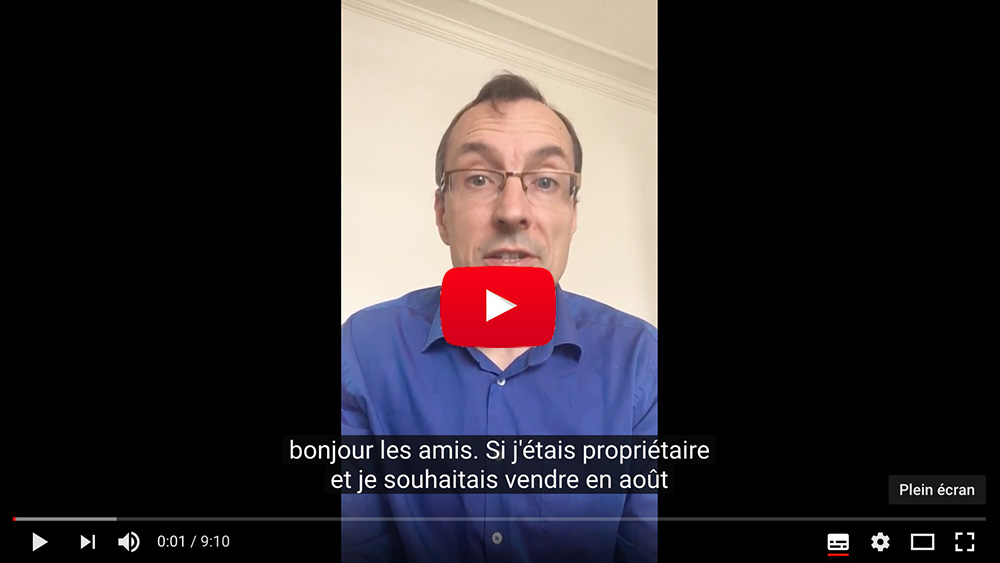 bonjour les amis. Si j'étais propriétaire
et je souhaitais vendre en août
Plein écran
0:01 / 9:10